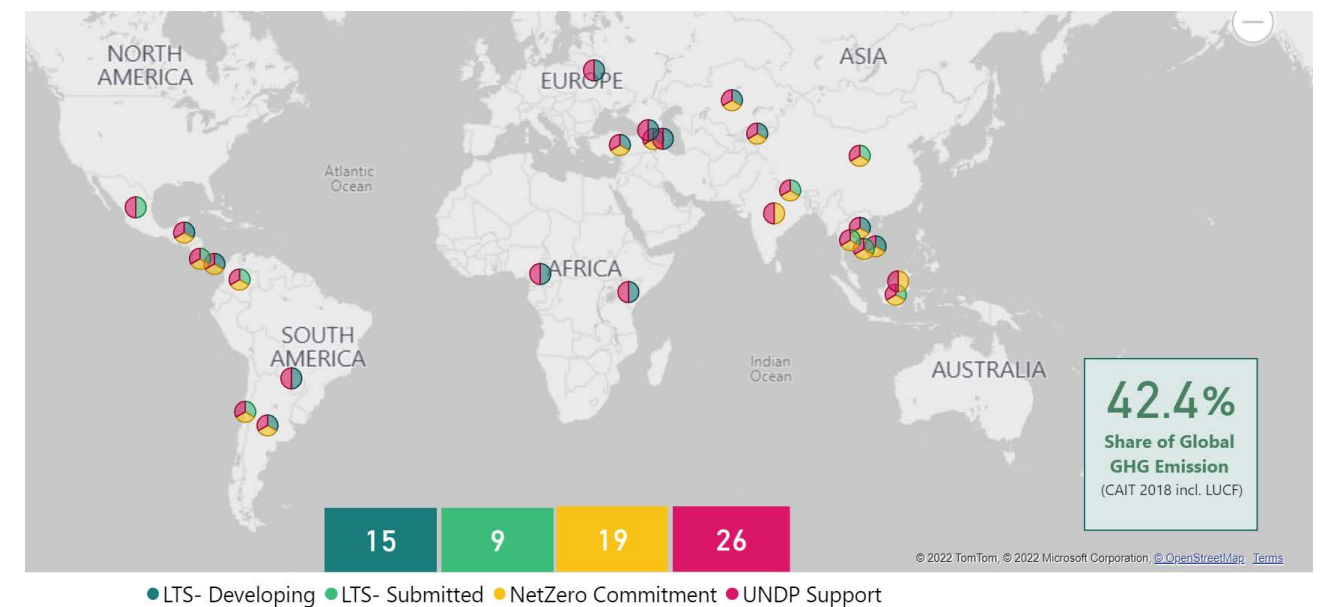 NORTH
AMERICA
EUROPE
ASIA
Atlantic
Ocean
AFRICA
SOUTH
AMERICA
Indian
Ocean
AUSTRALIA
42.4%
Share of Global
GHG Emission
(CAIT 2018 incl. LUCF)
15 9 19 26
© 2022 TomTom, © 2022 Microsoft Corporation, © OpenStreetMap Terms
LTS- Developing LTS- Submitted NetZero Commitment UNDP Support